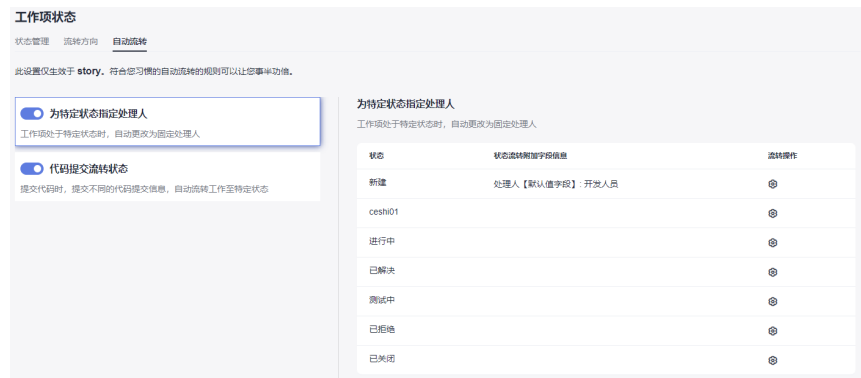 工作项状态
状态管理 流转方向 自动流转
此设置仅生效于 story。符合您习惯的自动流转的规则可以让您事半功倍。
为特定状态指定处理人
工作项处于特定状态时，自动更改为固定处理人
代码提交流转状态
提交代码时，提交不同的代码提交信息，自动流转工作至特定状态
为特定状态指定处理人
工作项处于特定状态时，自动更改为固定处理人
状态 状态流转附加字段信息 流转操作
新建 处理人【默认值字段】: 开发人员
ceshi01
进行中
已解决
测试中
已拒绝
已关闭